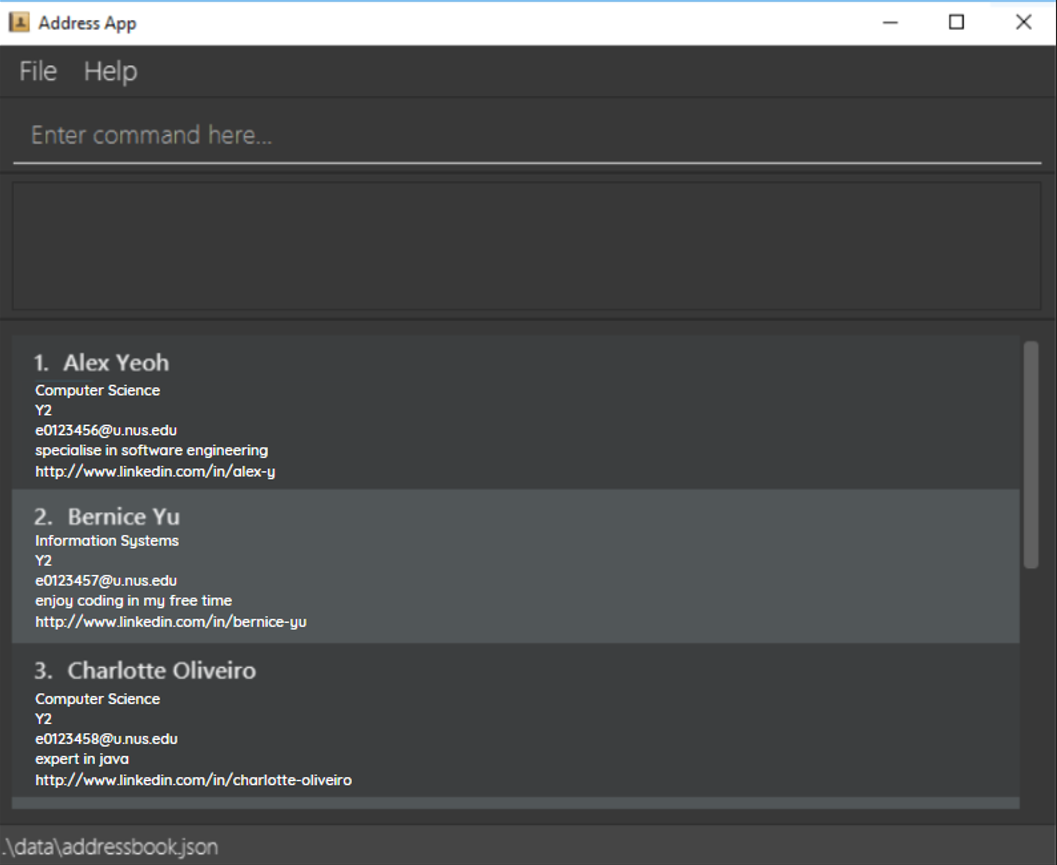 Address App
File Help
Enter command here...
1. Alex Yeoh
Computer Science
Y2
e0123456@u.nus.edu
specialise in software engineering
http://www.linkedin.com/in/alex-y
2. Bernice Yu
Information Systems
Y2
e0123457@u.nus.edu
enjoy coding in my free time
http://www.linkedin.com/in/bernice-yu
3. Charlotte Oliveiro
Computer Science
Y2
e0123458@u.nus.edu
expert in java
http://www.linkedin.com/in/charlotte-oliveiro
.\data\addressbook.json